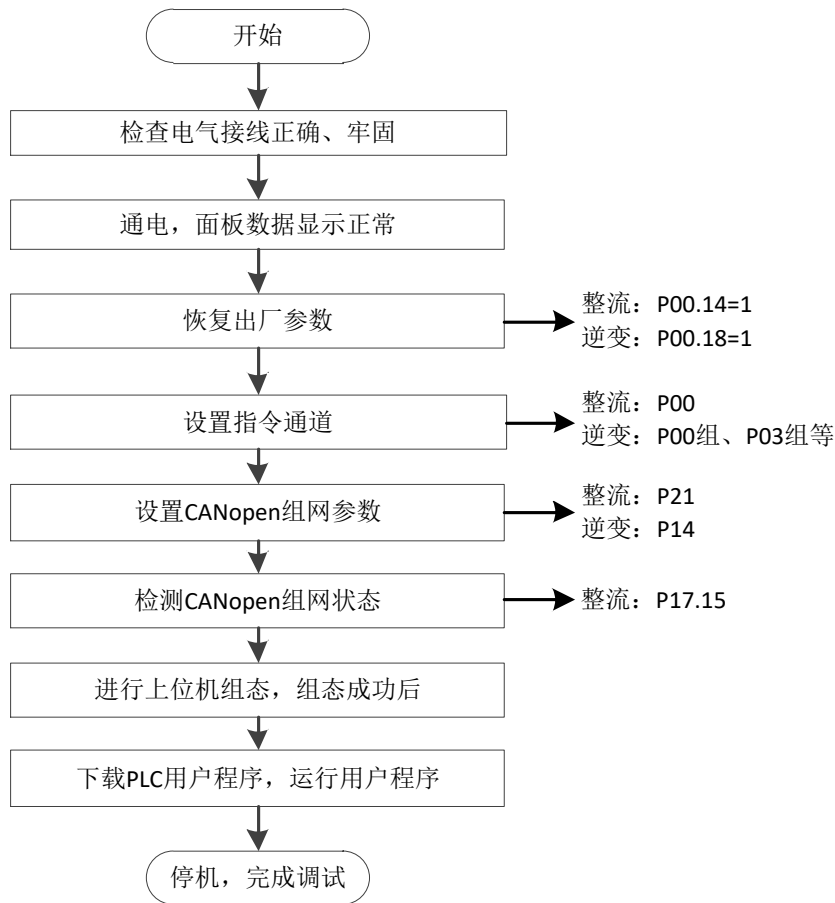 开始
检查电气接线正确、牢固
通电，面板数据显示正常
恢复出厂参数
整流：P00.14=1
逆变：P00.18=1
设置指令通道
整流：P00
逆变：P00组、P03组等
设置CANopen组网参数
整流：P21
逆变：P14
检测CANopen组网状态
整流：P17.15
进行上位机组态，组态成功后
下载PLC用户程序，运行用户程序
停机，完成调试